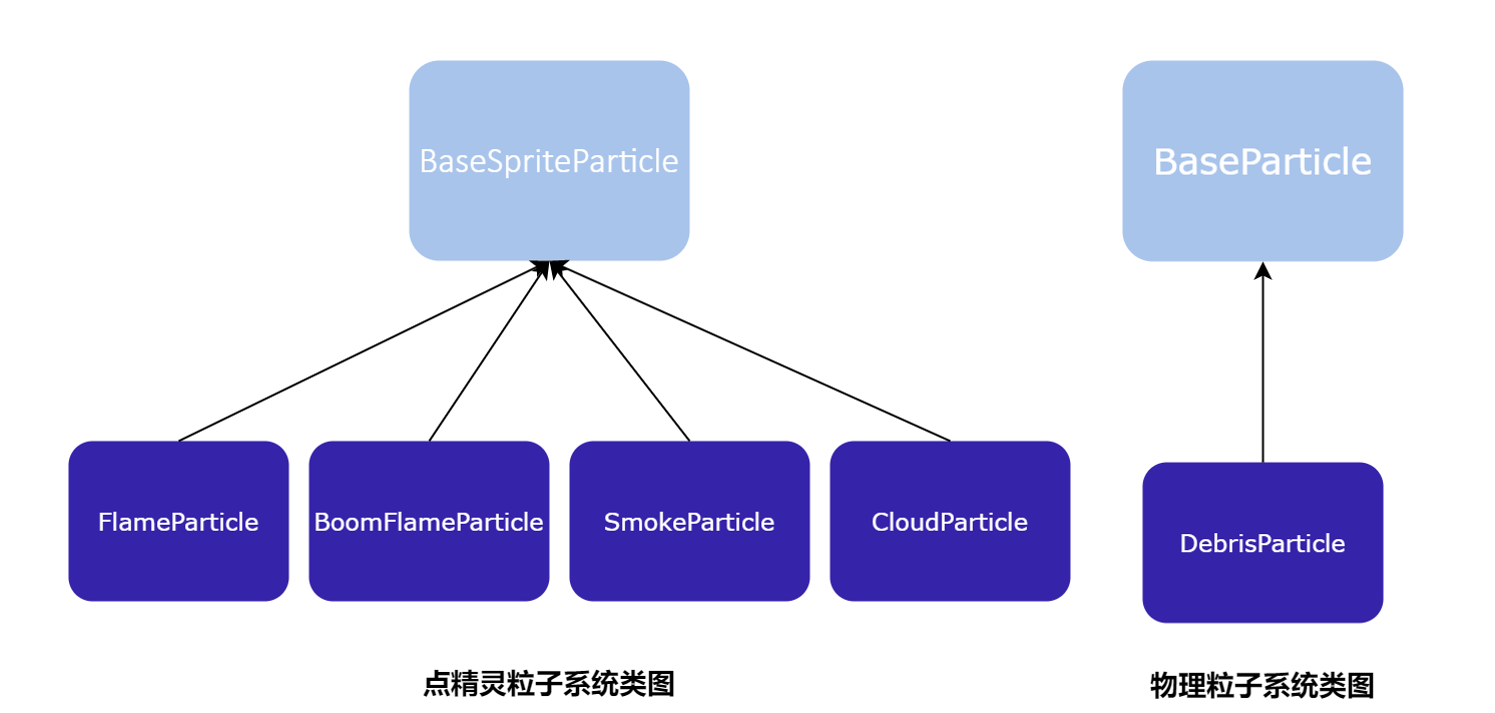 BaseSpriteParticle
BaseParticle
FlameParticle
BoomFlameParticle
SmokeParticle
CloudParticle
DebrisParticle
点精灵粒子系统类图
物理粒子系统类图